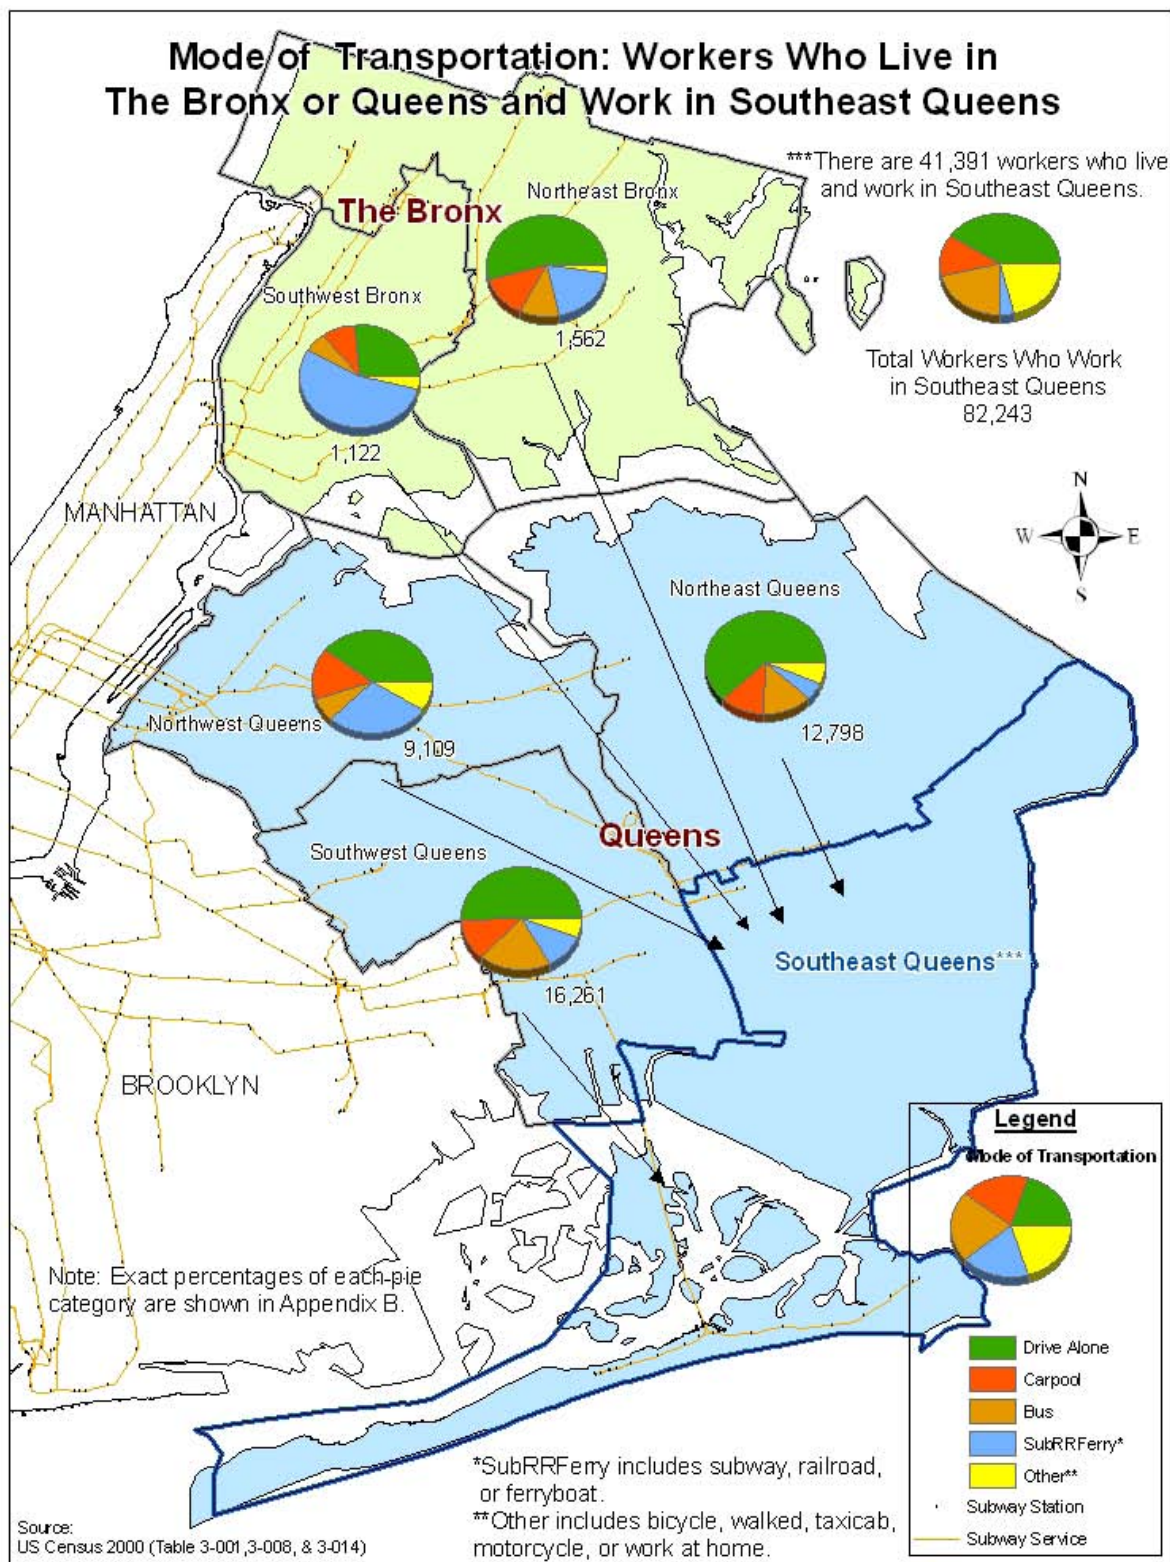 Mode of Transportation: Workers Who Live in
The Bronx or Queens and Work in Southeast Queens
***There are 41,391 workers who live
and work in Southeast Queens.
Northeast Bronx
The Bronx
Southwest Bronx
1,562
Total Workers Who Work
in Southeast Queens
82,243
1,122
MANHATTAN
N
W
E
S
Northeast Queens
Northwest Queens
12,798
9,109
Queens
Southwest Queens
Southeast Queens***
16,261
BROOKLYN
Legend
Mode of Transportation
Note: Exact percentages of each pie
category are shown in Appendix B.
Drive Alone
Carpool
Bus
SubRRFerry*
Other**
Subway Station
Subway Service
*SubRRFerry includes subway, railroad,
or ferryboat.
**Other includes bicycle, walked, taxicab,
motorcycle, or work at home.
Source:
US Census 2000 (Table 3-001,3-008, & 3-014)